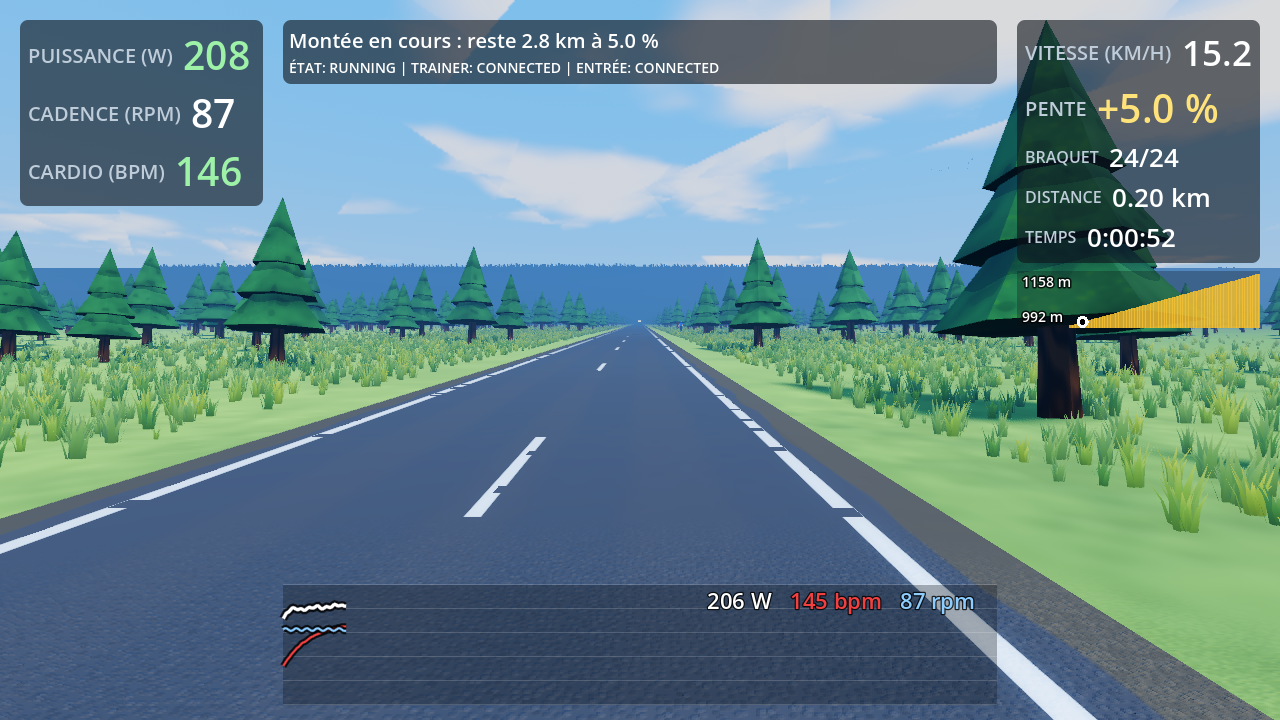 PUISSANCE (W) 208
CADENCE (RPM) 87
CARDIO (BPM) 146
Montée en cours : reste 2.8 km à 5.0 %
ÉTAT: RUNNING | TRAINER: CONNECTED | ENTRÉE: CONNECTED
VITESSE (KM/H) 15.2
PENTE +5.0 %
BRAQUET 24/24
DISTANCE 0.20 km
TEMPS 0:00:52
1158 m
992 m
206 W 145 bpm 87 rpm